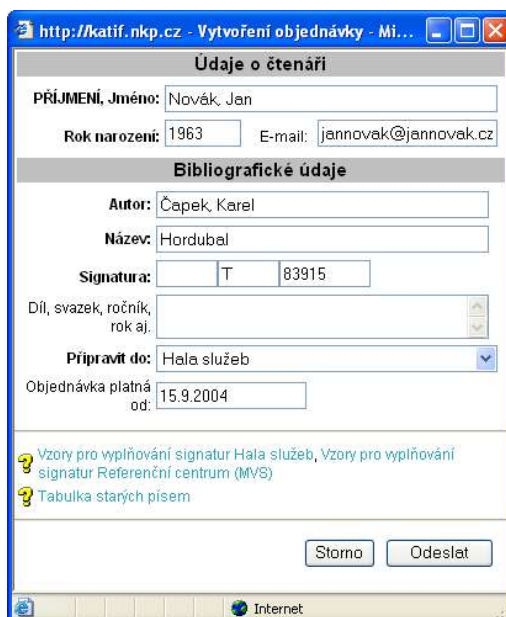 http://katif.nkp.cz - Vytvoření objednávky - Mi...
Údaje o čtenáři
PŘÍJMENÍ, Jméno: Novák, Jan
Rok narození: 1963 E-mail: jannovak@jannovak.cz
Bibliografické údaje
Autor: Čapek, Karel
Název: Hordubal
Signatura: T 83915
Díl, svazek, ročník,
rok aj.
Připravit do: Hala služeb
Objednávka platná
od: 15.9.2004
Vzory pro vyplňování signatur Hala služeb, Vzory pro vyplňování
signatur Referenční centrum (MVS)
Tabulka starých písem
Storno Odeslat
Internet